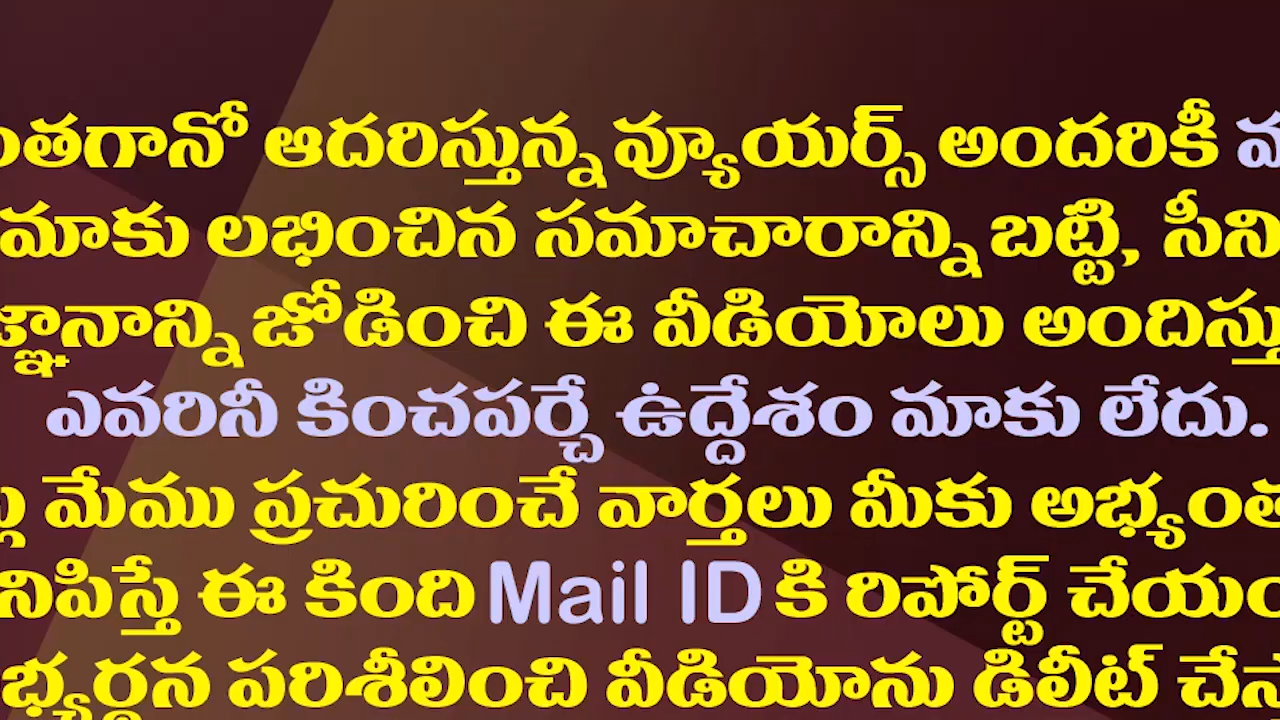 ంతగానో ఆదరిస్తున్న వ్యూయర్స్ అందరికీ
మాకు లభించిన సమాచారాన్ని బట్టి, సీని
జ్ఞానాన్ని జోడించి ఈ వీడియోలు అందిస్తు
ఎవరినీ కించపర్చే ఉద్దేశం మాకు లేదు.
మేము ప్రచురించే వార్తలు మీకు అభ్యంత
నిపిస్తే ఈ కింది Mail ID కి రిపోర్ట్ చేయం
భ్యర్థన పరిశీలించి వీడియోను డిలీట్ చేస